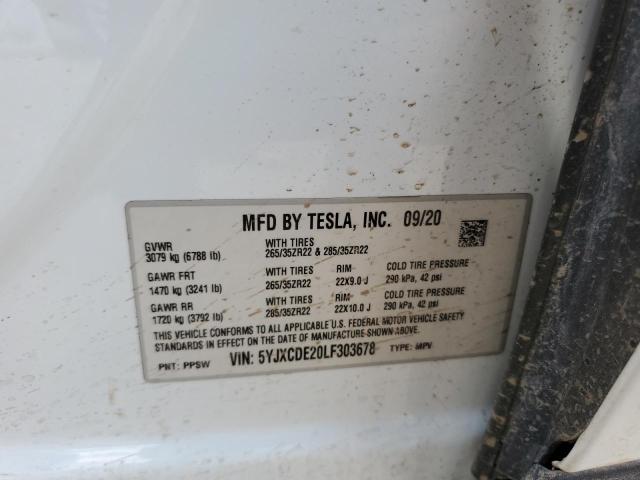 MFD BY TESLA, INC. 09/20
GVWR
3079 kg (6788 lb)
WITH TIRES
265/35ZR22 & 285/35ZR22
GAWR FRT
1470 kg (3241 lb)
WITH TIRES
265/35ZR22
RIM
22X9.0 J
COLD TIRE PRESSURE
290 kPa, 42 psi
GAWR RR
1720 kg (3792 lb)
WITH TIRES
285/35ZR22
RIM
22X10.0 J
COLD TIRE PRESSURE
290 kPa, 42 psi
THIS VEHICLE CONFORMS TO ALL APPLICABLE U.S. FEDERAL MOTOR VEHICLE SAFETY
STANDARDS IN EFFECT ON THE DATE OF MANUFACTURE SHOWN ABOVE.
PNT: PPSW VIN: 5YJXCDE20LF303678 TYPE: MPV